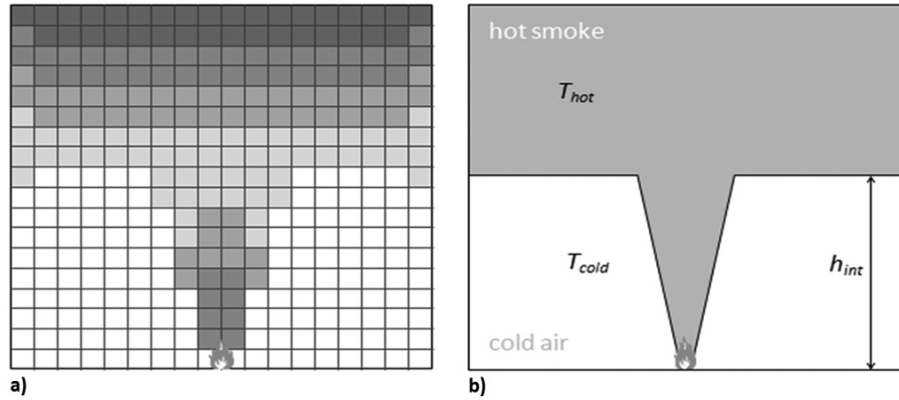 hot smoke
T_hot
T_cold
h_int
cold air
a)
b)